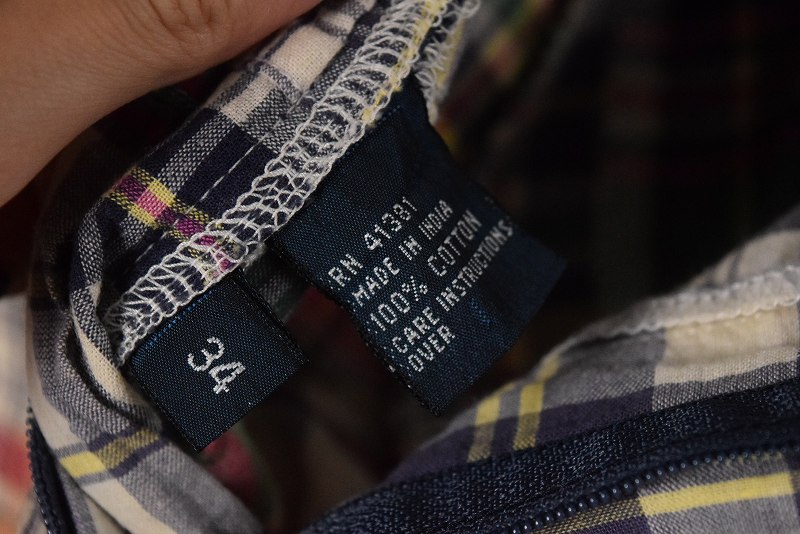 RN 41381
MADE IN INDIA
100% COTTON
CARE INSTRUCTIONS
OVER
34